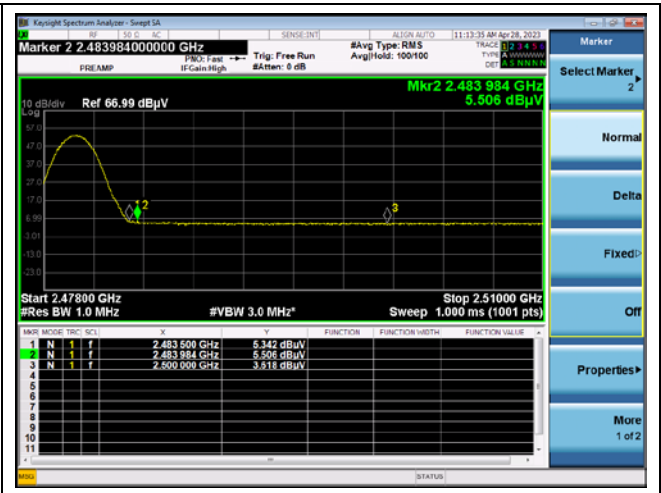 Keysight Spectrum Analyzer - Swept SA
RF 50 Ω AC SENSE:INT ALIGN AUTO 11:13:35 AM Apr 28, 2023
Marker 2 2.483984000000 GHz
PREAMP
PNO: Fast
IFGain:High
Trig: Free Run
#Atten: 0 dB
#Avg Type: RMS
Avg|Hold: 100/100
TRACE 1 2 3 4 5 6
TYPE A WWWWW
DET A S N N N N
Mkr2 2.483 984 GHz
5.506 dBµV
10 dB/div Ref 66.99 dBµV
Log
57.0
47.0
37.0
27.0
17.0
6.99
-3.01
-13.0
-23.0
1 2
3
Start 2.47800 GHz Stop 2.51000 GHz
#Res BW 1.0 MHz #VBW 3.0 MHz* Sweep 1.000 ms (1001 pts)
MKR MODE TRC SCL X Y FUNCTION FUNCTION WIDTH FUNCTION VALUE
1 N 1 f 2.483 500 GHz 5.342 dBµV
2 N 1 f 2.483 984 GHz 5.506 dBµV
3 N 1 f 2.500 000 GHz 3.618 dBµV
4
5
6
7
8
9
10
11
MSG STATUS
Marker
Select Marker
2
Normal
Delta
Fixed
Off
Properties
More
1 of 2